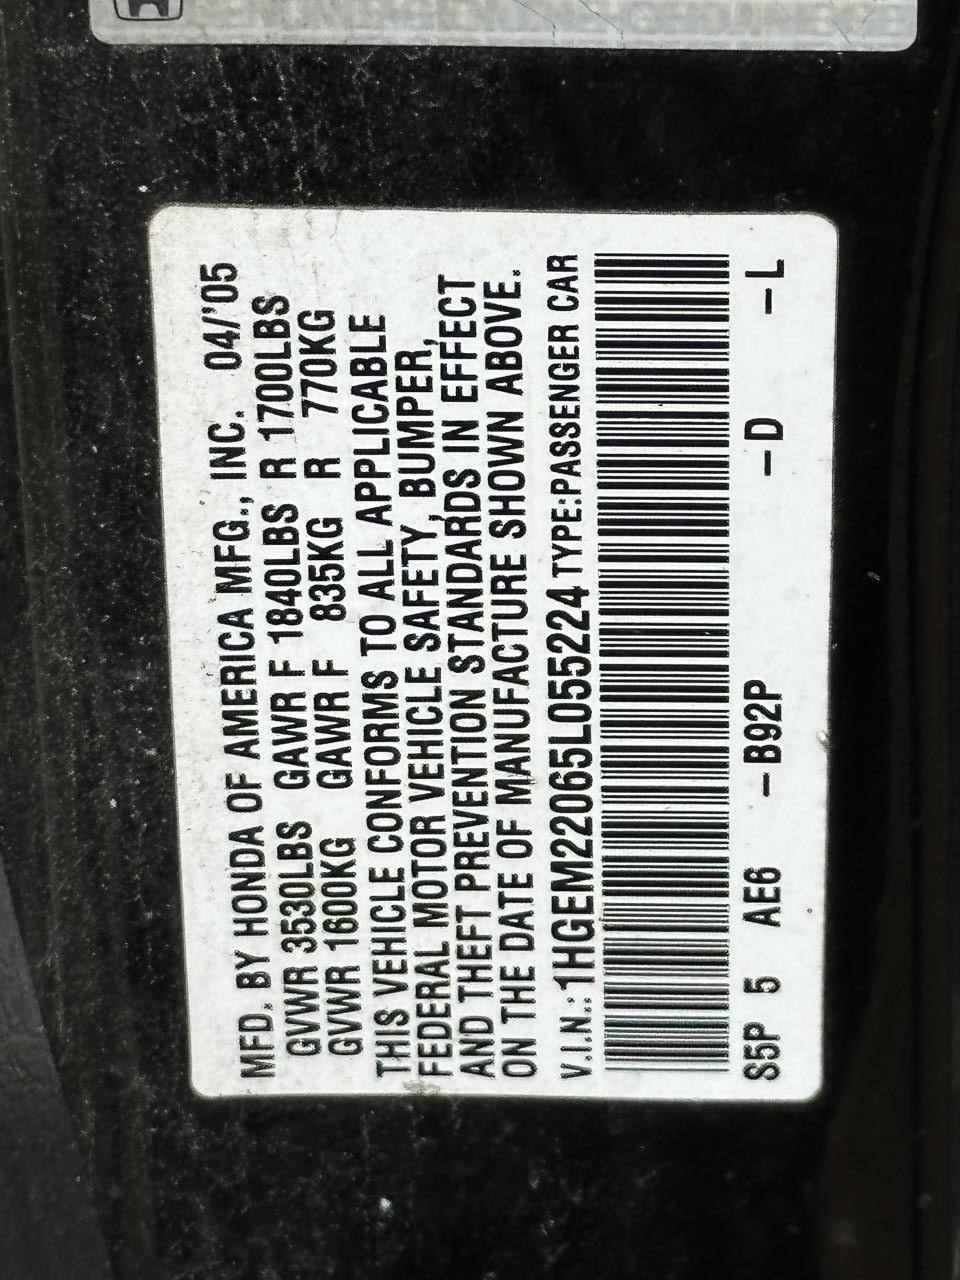 MFD. BY HONDA OF AMERICA MFG., INC. 04/'05
GVWR 3530LBS GAWR F 1840LBS R 1700LBS
GVWR 1600KG GAWR F 835KG R 770KG
THIS VEHICLE CONFORMS TO ALL APPLICABLE
FEDERAL MOTOR VEHICLE SAFETY, BUMPER,
AND THEFT PREVENTION STANDARDS IN EFFECT
ON THE DATE OF MANUFACTURE SHOWN ABOVE.
V.I.N.: 1HGEM22065L055224 TYPE:PASSENGER CAR
S5P 5 AE6 -B92P -D -L